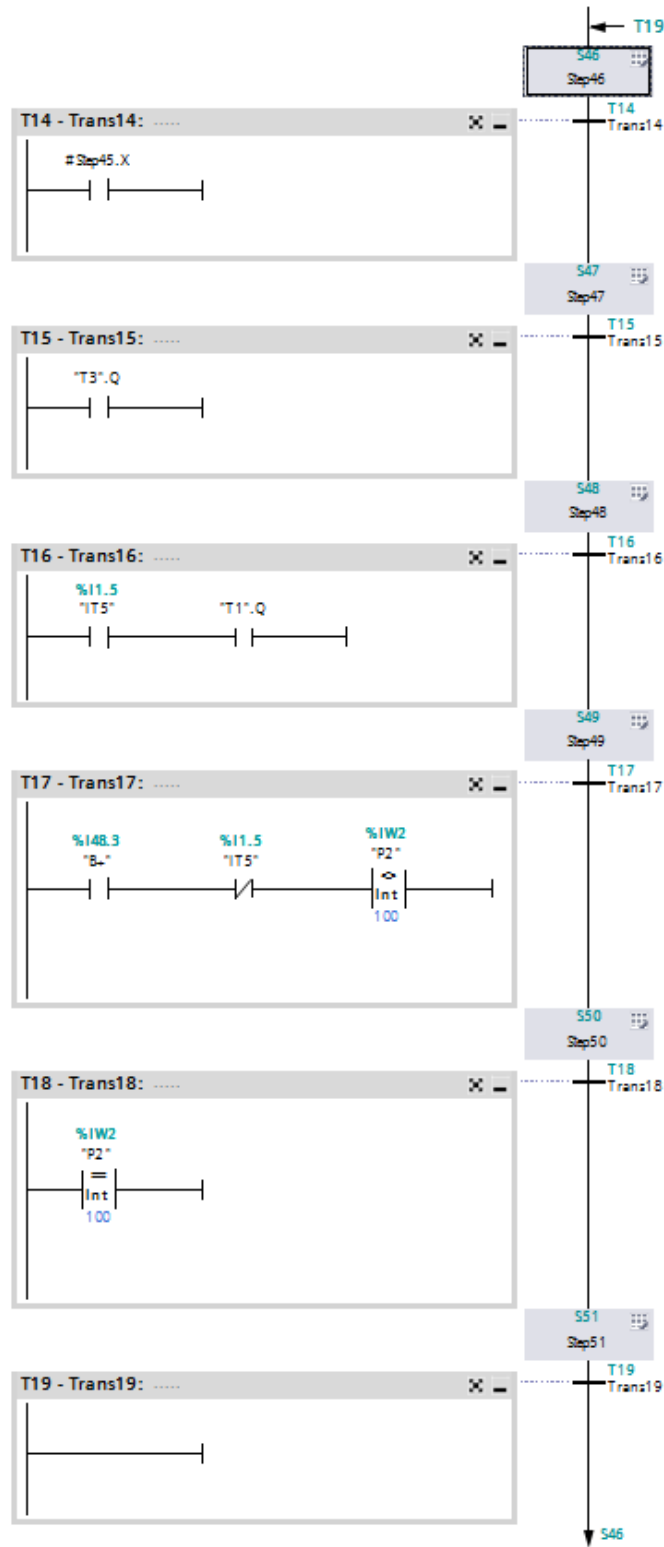 T19
S46
Step46
T14 - Trans14: .....
T14
Trans14
#Step45.X
S47
Step47
T15 - Trans15: .....
T15
Trans15
"T3".Q
S48
Step48
T16 - Trans16: .....
T16
Trans16
%I1.5
"IT5" "T1".Q
S49
Step49
T17 - Trans17: .....
T17
Trans17
%I48.3 %I1.5 %IW2
"B+" "IT5" "P2"
<>
Int
100
S50
Step50
T18 - Trans18: .....
T18
Trans18
%IW2
"P2"
==
Int
100
S51
Step51
T19 - Trans19: .....
T19
Trans19
S46